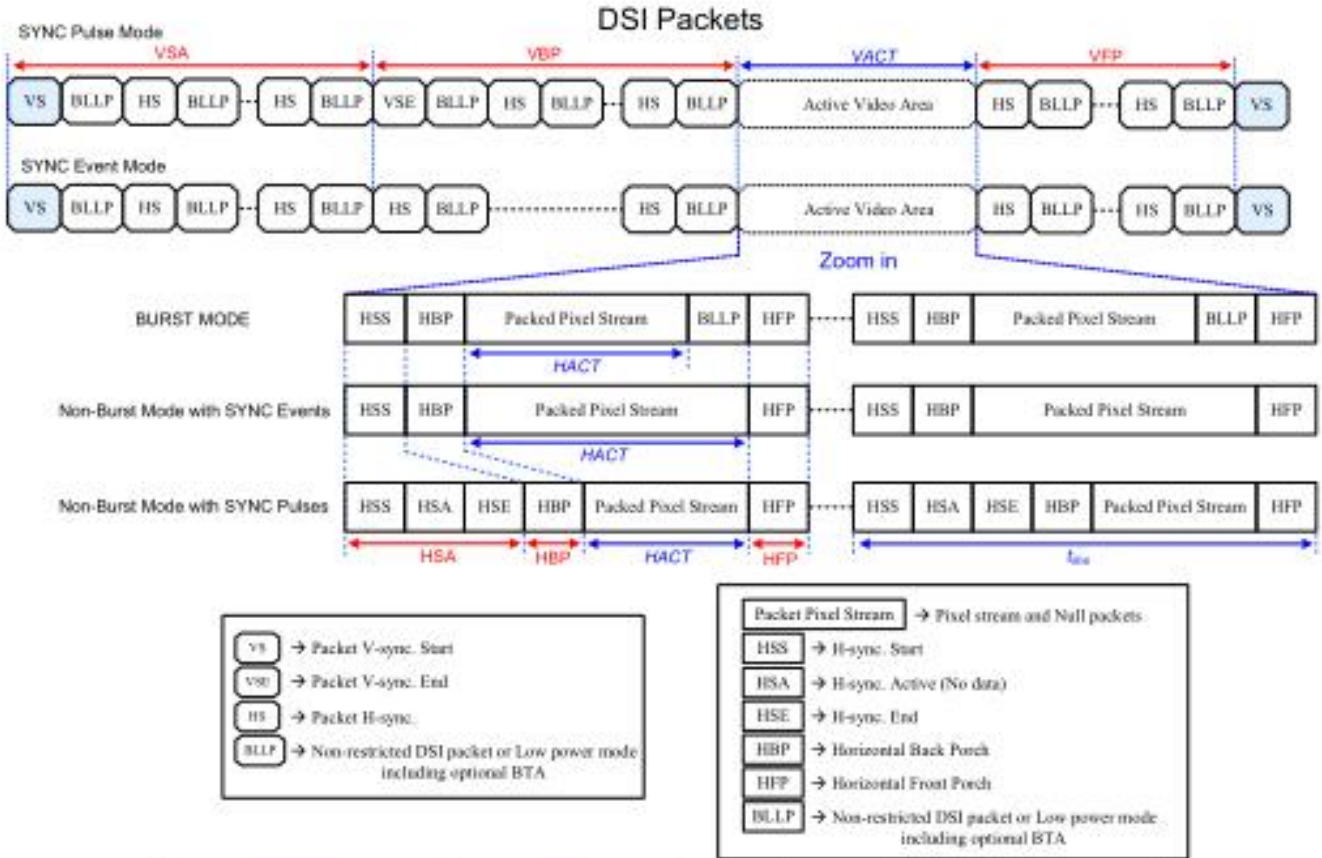 DSI Packets
SYNC Pulse Mode
VSA VBP VACT VFP
VS BLLP HS BLLP HS BLLP VSE BLLP HS BLLP HS BLLP Active Video Area HS BLLP HS BLLP VS
SYNC Event Mode
VS BLLP HS BLLP HS BLLP HS BLLP HS BLLP Active Video Area HS BLLP HS BLLP VS
Zoom in
BURST MODE HSS HBP Packed Pixel Stream BLLP HFP HSS HBP Packed Pixel Stream BLLP HFP
HACT
Non-Burst Mode with SYNC Events HSS HBP Packed Pixel Stream HFP HSS HBP Packed Pixel Stream HFP
HACT
Non-Burst Mode with SYNC Pulses HSS HSA HSE HBP Packed Pixel Stream HFP HSS HSA HSE HBP Packed Pixel Stream HFP
HSA HBP HACT HFP
VS → Packet V-sync. Start
VSE → Packet V-sync. End
HS → Packet H-sync.
BLLP → Non-restricted DSI packet or Low power mode
including optional BTA
Packet Pixel Stream → Pixel stream and Null packets
HSS → H-sync. Start
HSA → H-sync. Active (No data)
HSE → H-sync. End
HBP → Horizontal Back Porch
HFP → Horizontal Front Porch
BLLP → Non-restricted DSI packet or Low power mode
including optional BTA